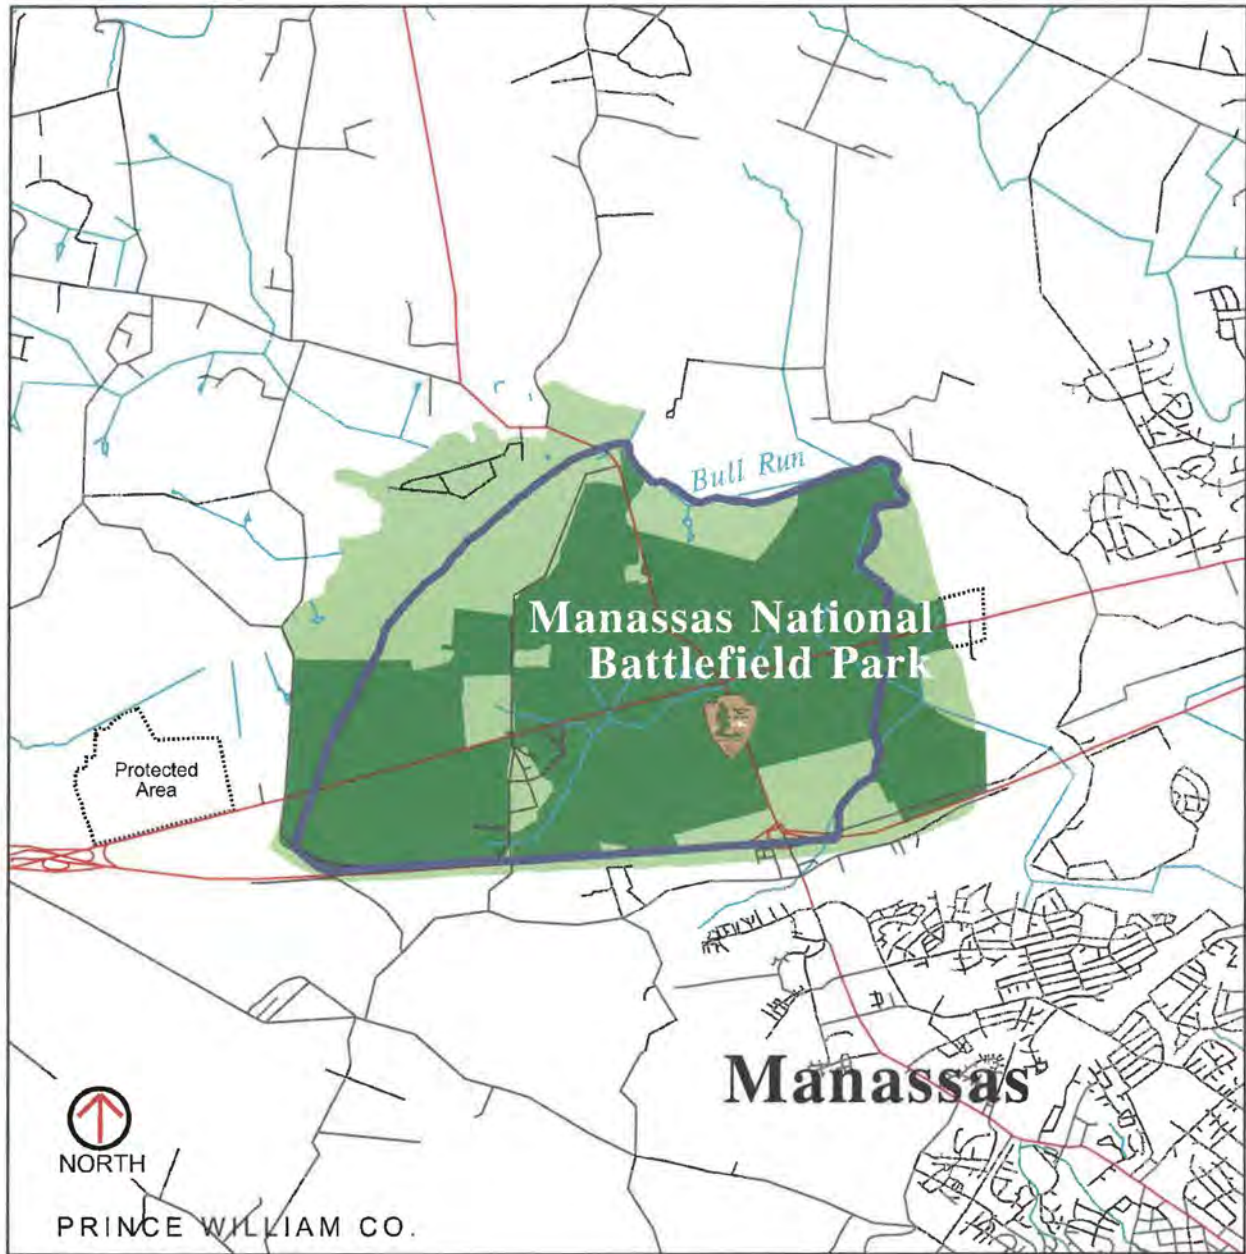 Bull Run
Manassas National
Battlefield Park
Protected
Area
Manassas
NORTH
PRINCE WILLIAM CO.